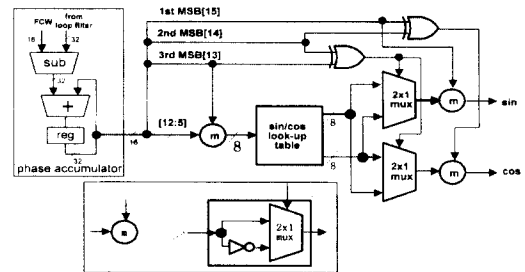 FCW
from
loop filter
16
32
sub
32
+
reg
32
phase accumulator
16
1st MSB[15]
2nd MSB[14]
3rd MSB[13]
[12:5]
m
8
sin/cos
look-up
table
8
8
2x1
mux
m
sin
2x1
mux
m
cos
m
2x1
mux